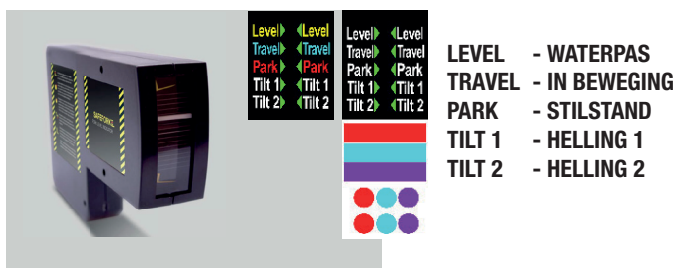 SAFEFORKS
Level Level
Travel Travel
Park Park
Tilt 1 Tilt 1
Tilt 2 Tilt 2
Level Level
Travel Travel
Park Park
Tilt 1 Tilt 1
Tilt 2 Tilt 2
LEVEL - WATERPAS
TRAVEL - IN BEWEGING
PARK - STILSTAND
TILT 1 - HELLING 1
TILT 2 - HELLING 2